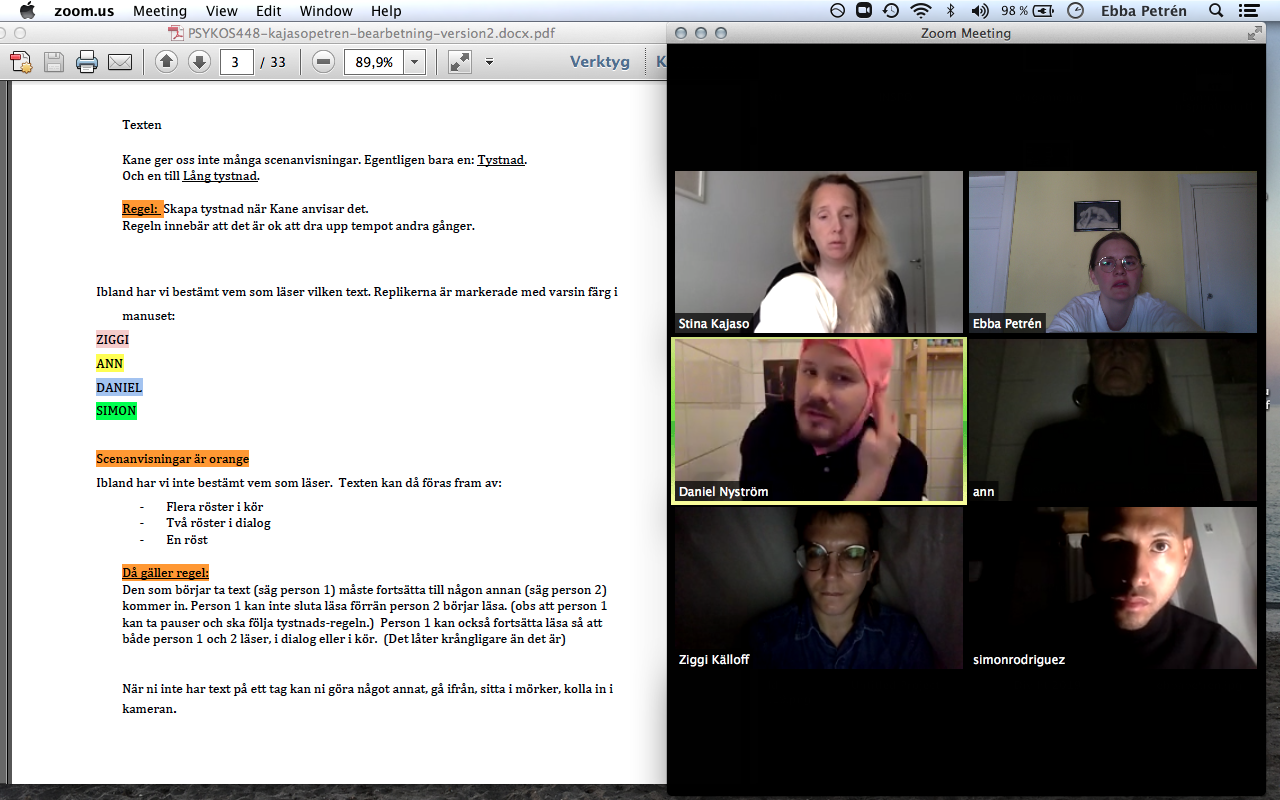 zoom.us Meeting View Edit Window Help 98% Ebba Petrén
PSYKOS448-kajasopetren-bearbetning-version2.docx.pdf
3 / 33 89,9% Verktyg K
Texten
Kane ger oss inte många scenanvisningar. Egentligen bara en: Tystnad.
Och en till Lång tystnad.
Regel: Skapa tystnad när Kane anvisar det.
Regeln innebär att det är ok att dra upp tempot andra gånger.
Ibland har vi bestämt vem som läser vilken text. Replikerna är markerade med varsin färg i
manuset:
ZIGGI
ANN
DANIEL
SIMON
Scenanvisningar är orange
Ibland har vi inte bestämt vem som läser. Texten kan då föras fram av:
- Flera röster i kör
- Två röster i dialog
- En röst
Då gäller regel:
Den som börjar ta text (säg person 1) måste fortsätta till någon annan (säg person 2)
kommer in. Person 1 kan inte sluta läsa förrän person 2 börjar läsa. (obs att person 1
kan ta pauser och ska följa tystnads-regeln.) Person 1 kan också fortsätta läsa så att
både person 1 och 2 läser, i dialog eller i kör. (Det låter krångligare än det är)
När ni inte har text på ett tag kan ni göra något annat, gå ifrån, sitta i mörker, kolla in i
kameran.
Zoom Meeting
Stina Kajaso
Ebba Petrén
Daniel Nyström
ann
Ziggi Källoff
simonrodriguez